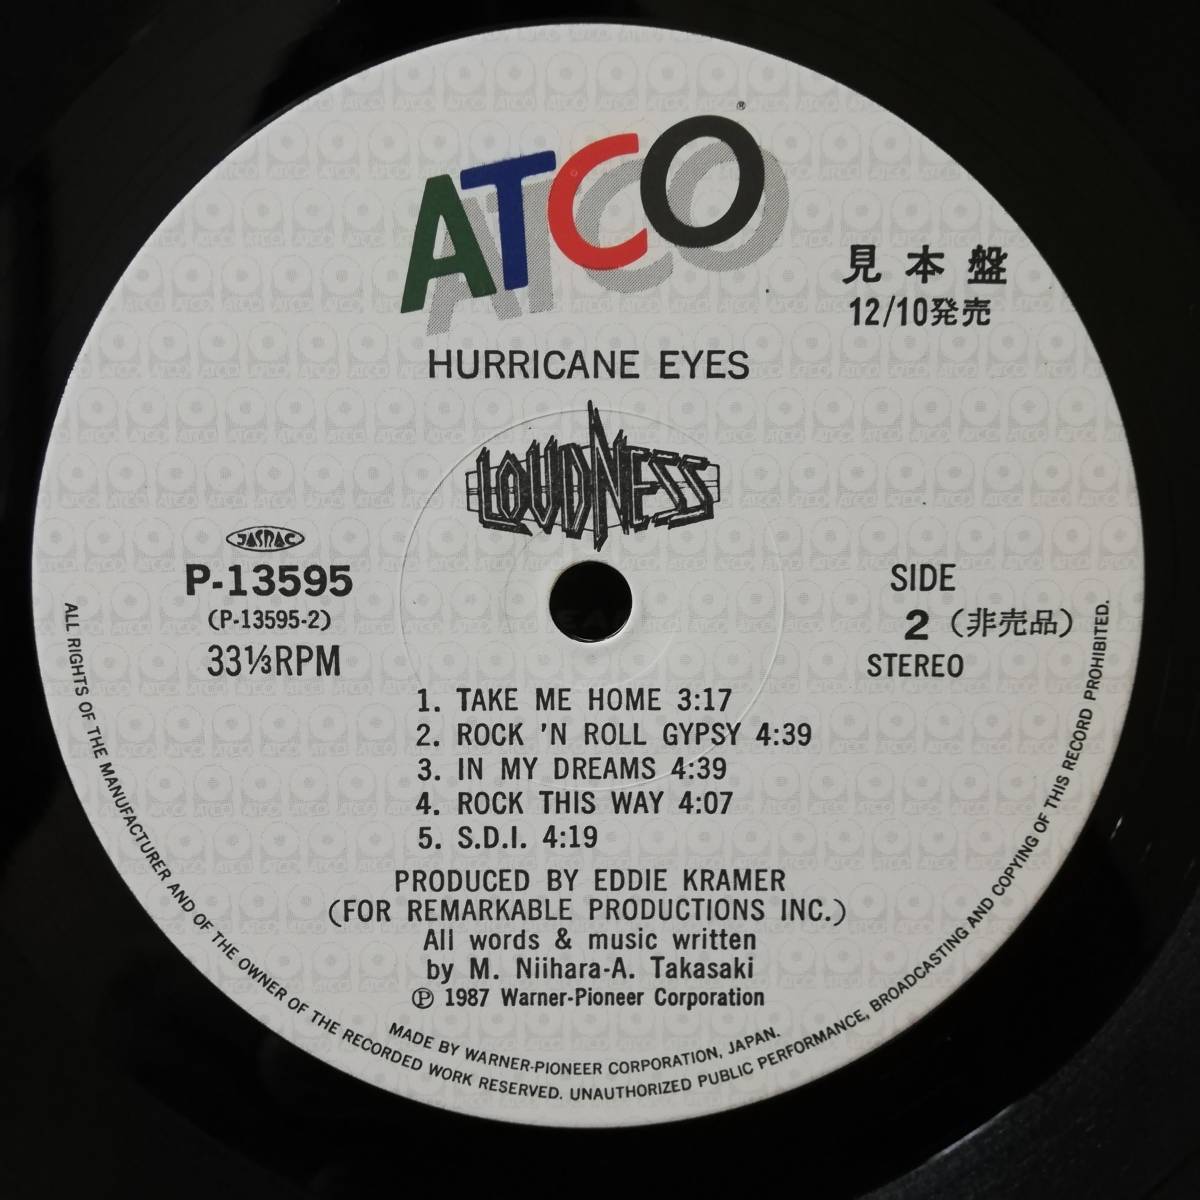 ATCO®
見本盤
12/10発売
HURRICANE EYES
LOUDNESS
JASRAC
P-13595
(P-13595-2)
33⅓RPM
SIDE
2 (非売品)
STEREO
1. TAKE ME HOME 3:17
2. ROCK 'N ROLL GYPSY 4:39
3. IN MY DREAMS 4:39
4. ROCK THIS WAY 4:07
5. S.D.I. 4:19
PRODUCED BY EDDIE KRAMER
(FOR REMARKABLE PRODUCTIONS INC.)
All words & music written
by M. Niihara-A. Takasaki
℗ 1987 Warner-Pioneer Corporation
MADE BY WARNER-PIONEER CORPORATION, JAPAN.
ALL RIGHTS OF THE MANUFACTURER AND OF THE OWNER OF THE RECORDED WORK RESERVED. UNAUTHORIZED PUBLIC PERFORMANCE, BROADCASTING AND COPYING OF THIS RECORD PROHIBITED.